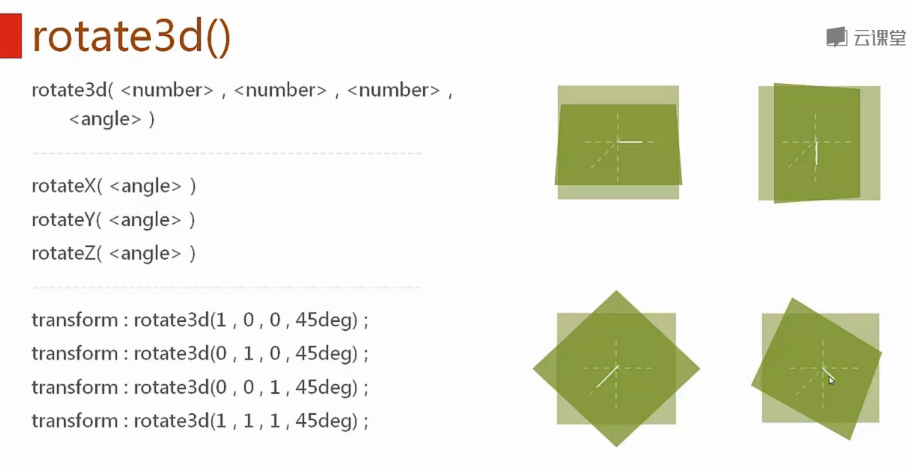 rotate3d()
云课堂
rotate3d( <number> , <number> , <number> ,
<angle> )
rotateX( <angle> )
rotateY( <angle> )
rotateZ( <angle> )
transform : rotate3d(1 , 0 , 0 , 45deg) ;
transform : rotate3d(0 , 1 , 0 , 45deg) ;
transform : rotate3d(0 , 0 , 1 , 45deg) ;
transform : rotate3d(1 , 1 , 1 , 45deg) ;